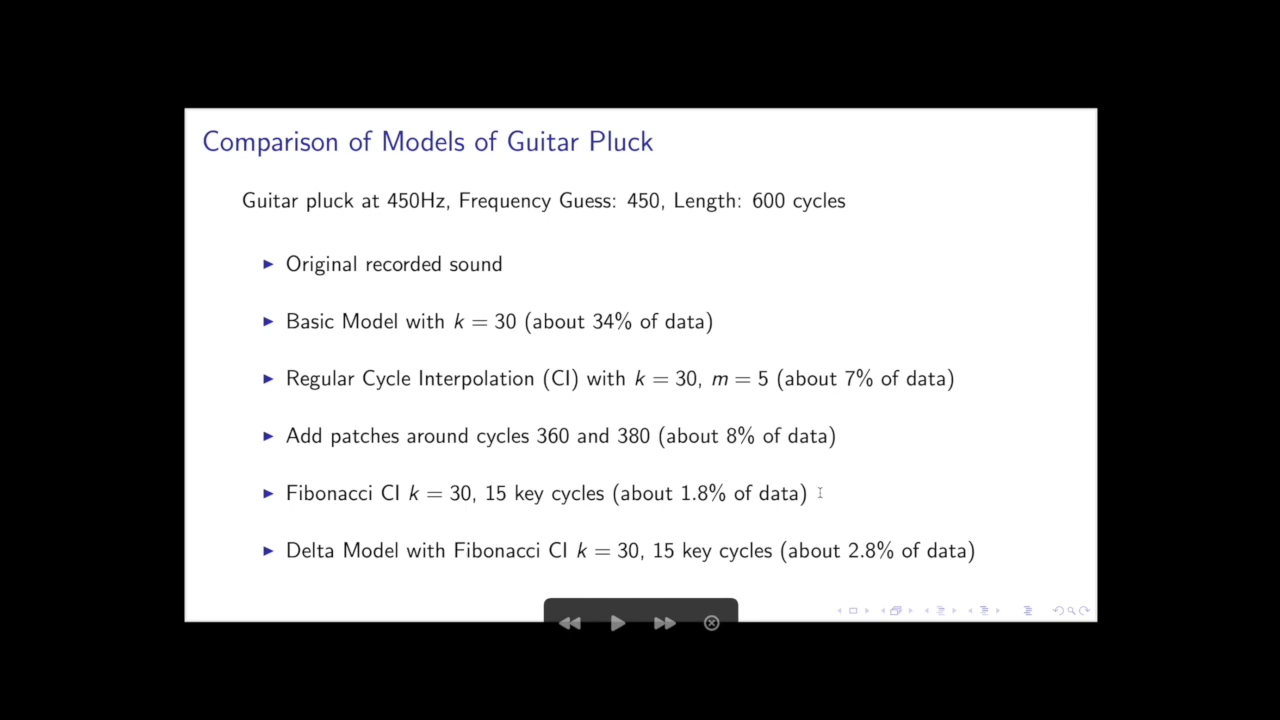 Comparison of Models of Guitar Pluck
Guitar pluck at 450Hz, Frequency Guess: 450, Length: 600 cycles
► Original recorded sound
► Basic Model with k = 30 (about 34% of data)
► Regular Cycle Interpolation (CI) with k = 30, m = 5 (about 7% of data)
► Add patches around cycles 360 and 380 (about 8% of data)
► Fibonacci CI k = 30, 15 key cycles (about 1.8% of data)
► Delta Model with Fibonacci CI k = 30, 15 key cycles (about 2.8% of data)